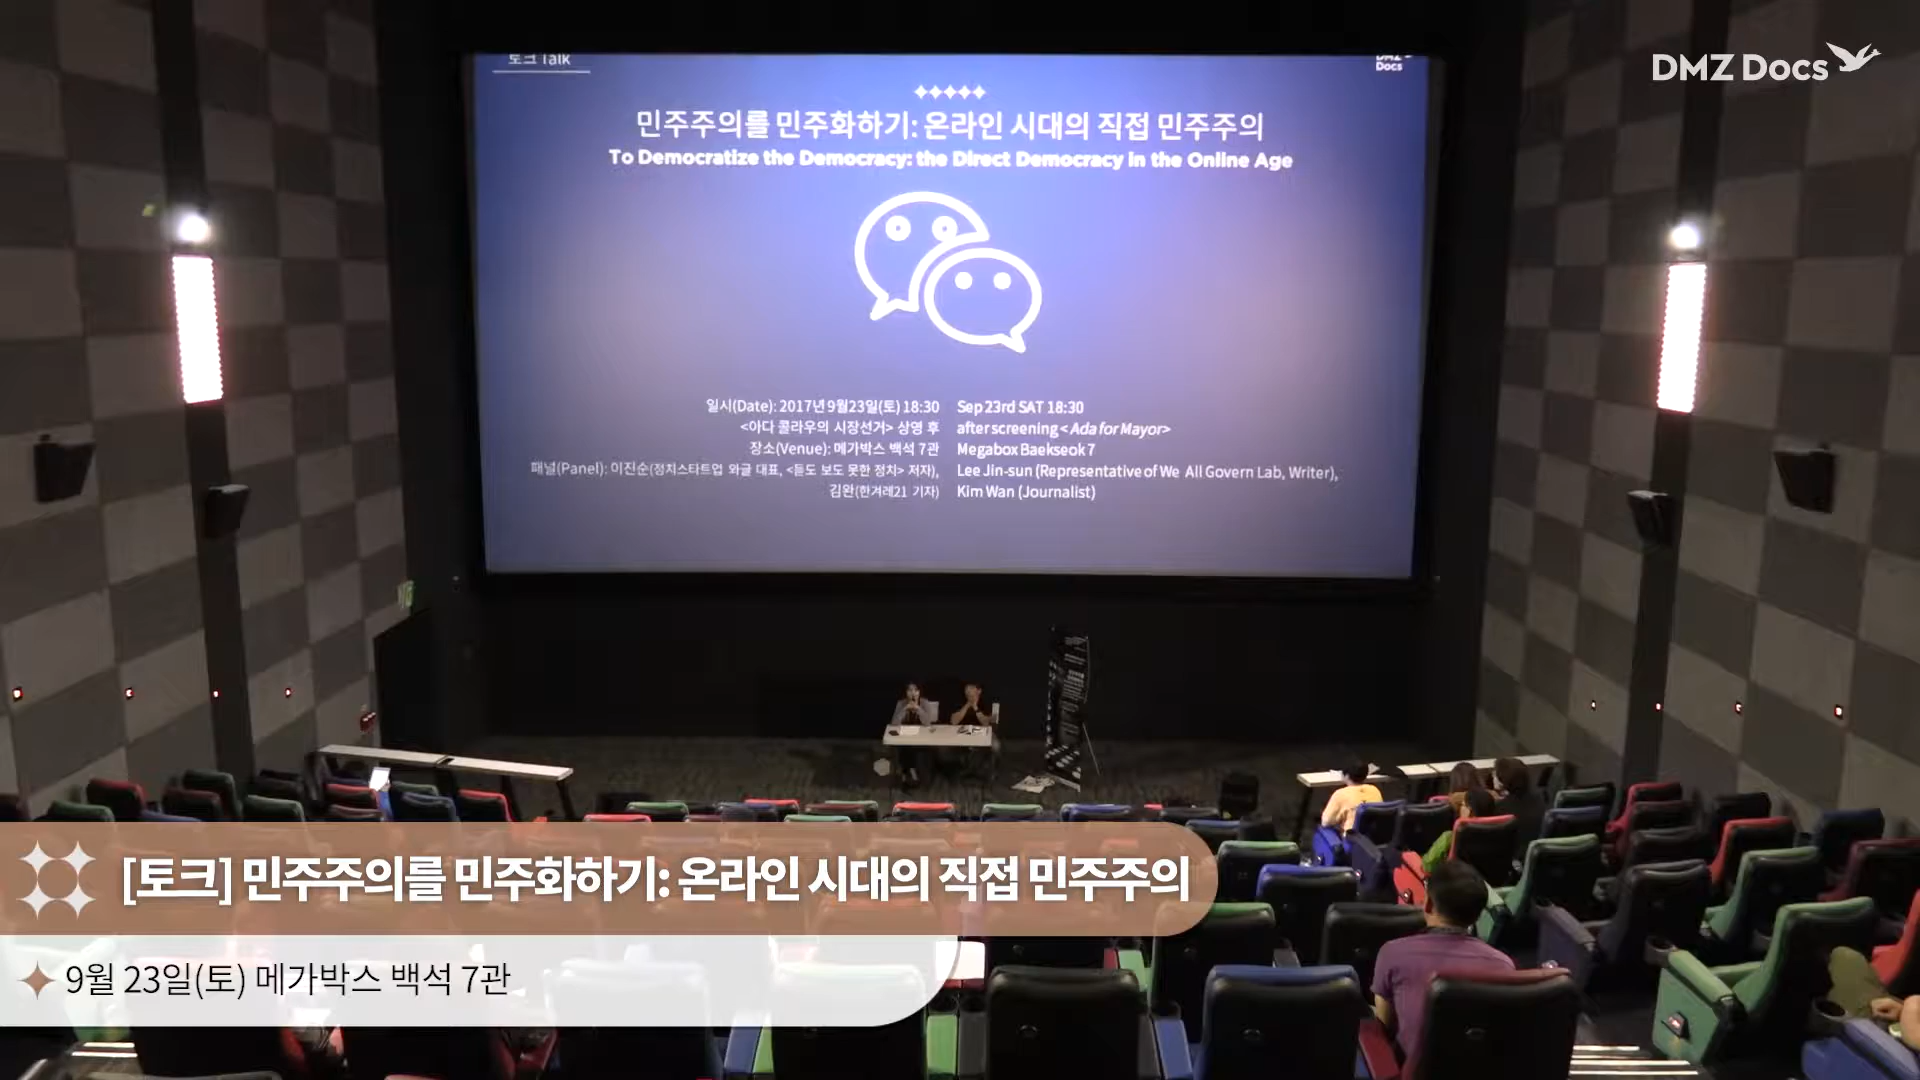 토크 Talk
DMZ Docs
DMZ Docs
민주주의를 민주화하기: 온라인 시대의 직접 민주주의
To Democratize the Democracy: the Direct Democracy in the Online Age
일시(Date): 2017년 9월23일(토) 18:30 Sep 23rd SAT 18:30
<아다 콜라우의 시장선거> 상영 후 after screening < Ada for Mayor>
장소(Venue): 메가박스 백석 7관 Megabox Baekseok 7
패널(Panel): 이진순(정치스타트업 와글 대표, <듣도 보도 못한 정치> 저자), Lee Jin-sun (Representative of We All Govern Lab, Writer),
김완(한겨레21 기자) Kim Wan (Journalist)
[토크] 민주주의를 민주화하기: 온라인 시대의 직접 민주주의
9월 23일(토) 메가박스 백석 7관